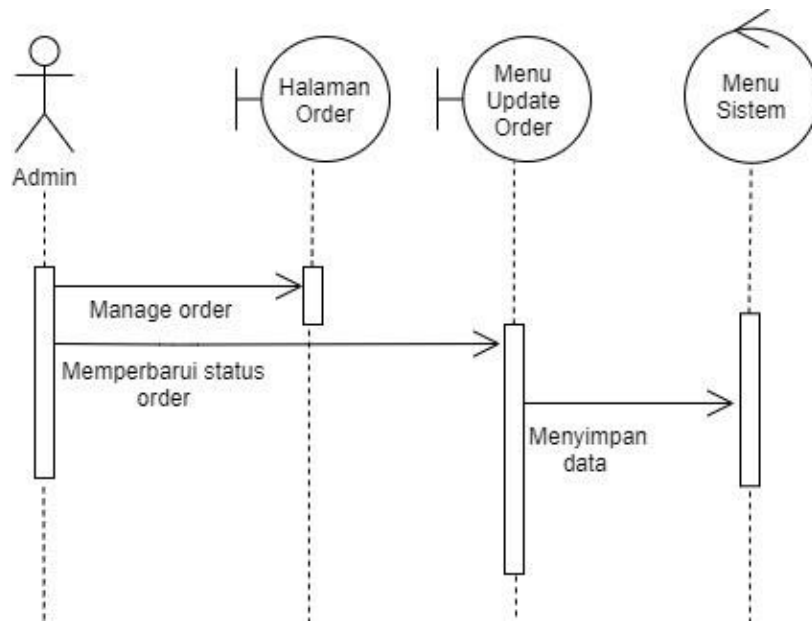 Halaman
Order
Menu
Update
Order
Menu
Sistem
Admin
Manage order
Memperbarui status
order
Menyimpan
data